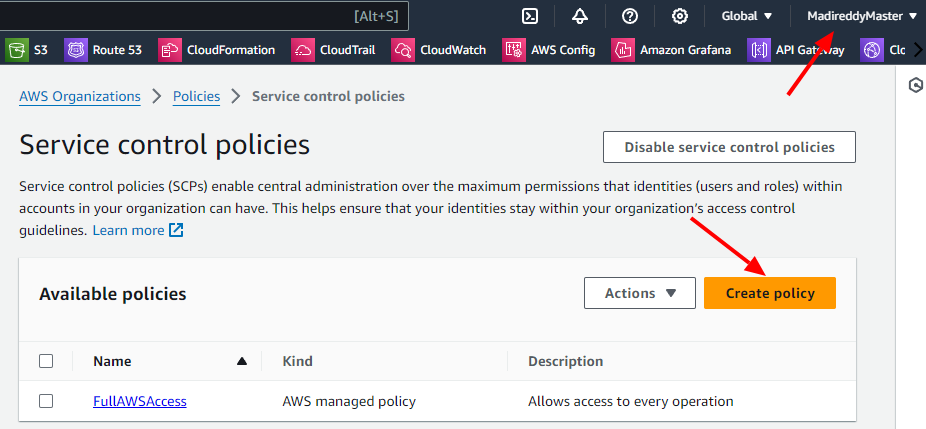 [Alt+S] Global MadireddyMaster
S3 Route 53 CloudFormation CloudTrail CloudWatch AWS Config Amazon Grafana API Gateway Clo
AWS Organizations Policies Service control policies
Service control policies
Disable service control policies
Service control policies (SCPs) enable central administration over the maximum permissions that identities (users and roles) within
accounts in your organization can have. This helps ensure that your identities stay within your organization's access control
guidelines. Learn more
Available policies
Actions Create policy
Name Kind Description
FullAWSAccess AWS managed policy Allows access to every operation